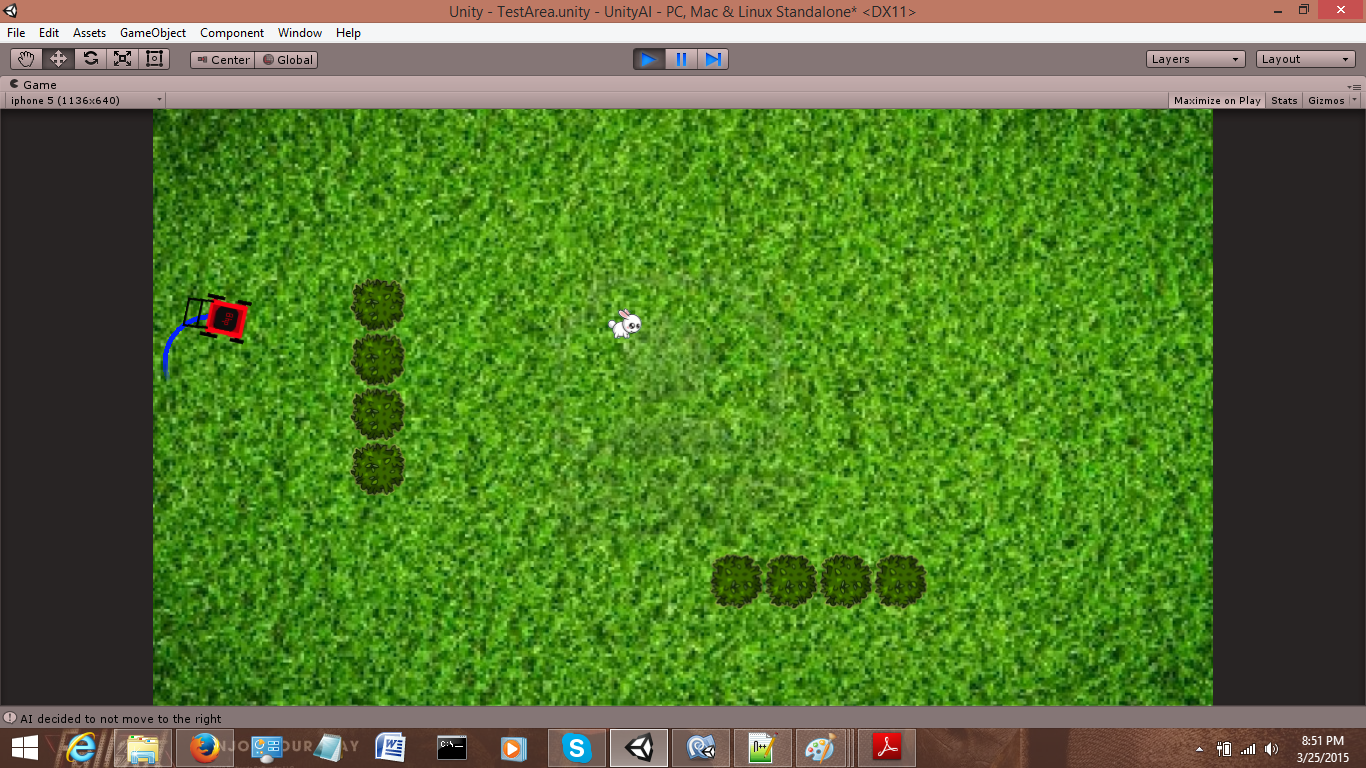 Unity - TestArea.unity - UnityAI - PC, Mac & Linux Standalone* <DX11>
File Edit Assets GameObject Component Window Help
Center Global Layers Layout
Game
iphone 5 (1136x640) Maximize on Play Stats Gizmos
AI decided to not move to the right
8:51 PM
3/25/2015